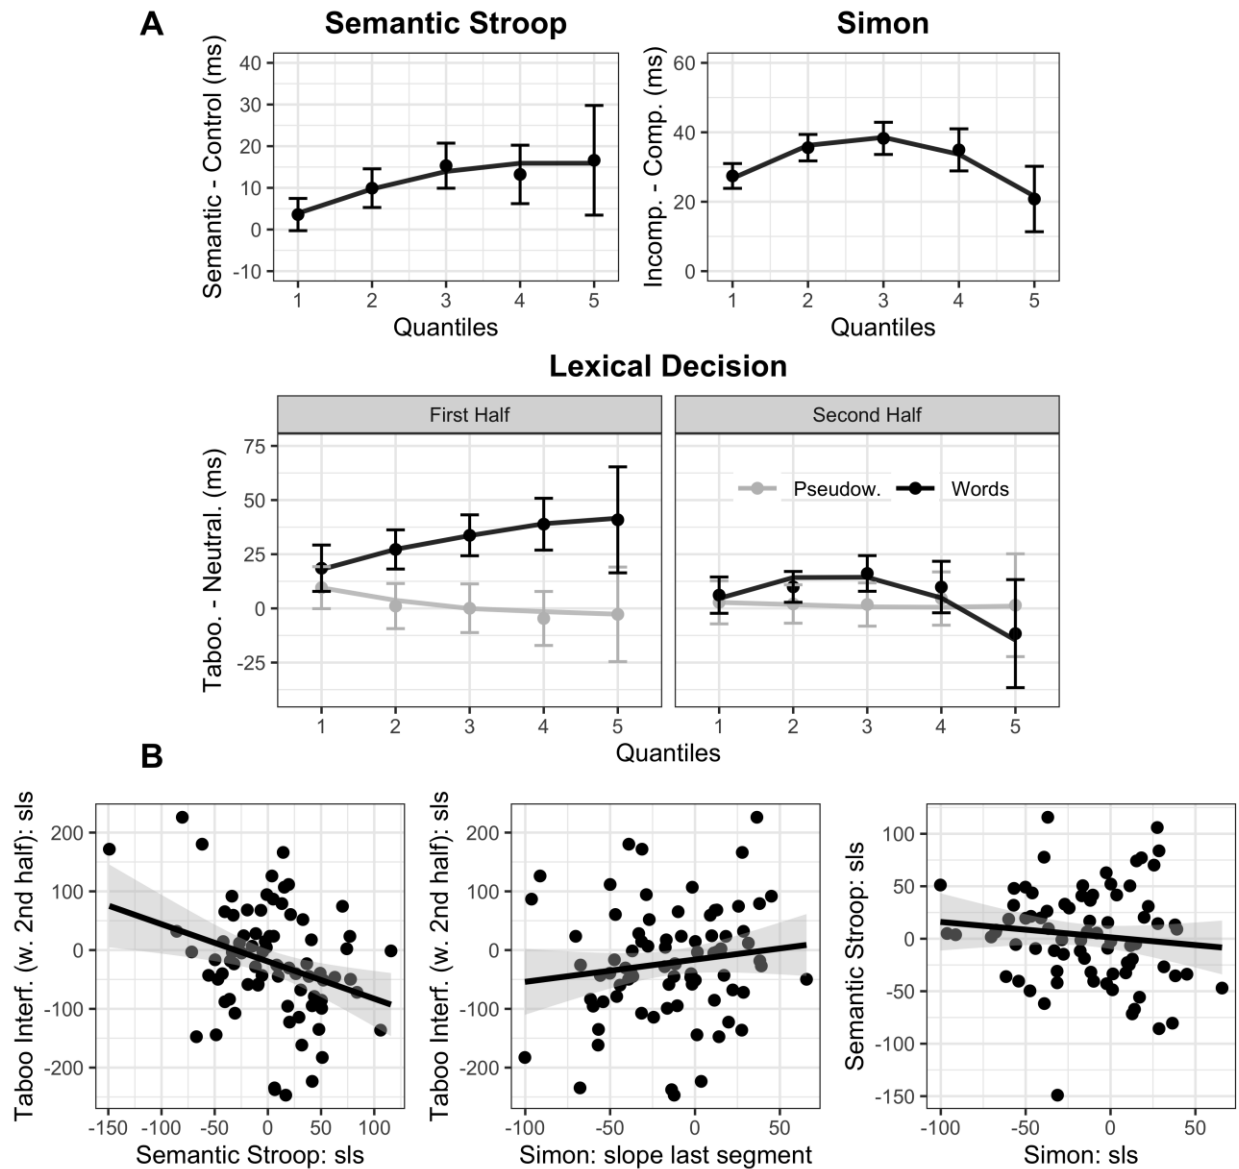 A
Semantic Stroop
Simon
Semantic - Control (ms)
40
30
20
10
0
-10
1 2 3 4 5
Quantiles
Incomp. - Comp. (ms)
60
40
20
0
1 2 3 4 5
Quantiles
Lexical Decision
First Half
Second Half
Taboo. - Neutral. (ms)
75
50
25
0
-25
Pseudow. Words
1 2 3 4 5
1 2 3 4 5
Quantiles
B
Taboo Interf. (w. 2nd half): sls
200
100
0
-100
-200
-150 -100 -50 0 50 100
Semantic Stroop: sls
Taboo Interf. (w. 2nd half): sls
200
100
0
-100
-200
-100 -50 0 50
Simon: slope last segment
Semantic Stroop: sls
100
50
0
-50
-100
-150
-100 -50 0 50
Simon: sls